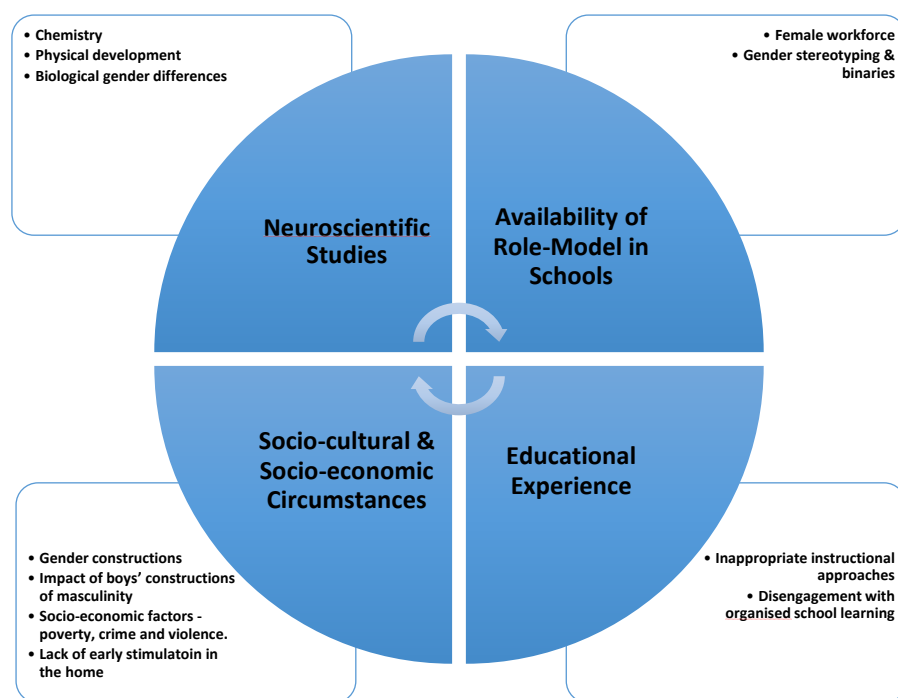 • Chemistry
• Physical development
• Biological gender differences
• Female workforce
• Gender stereotyping &
binaries
Neuroscientific
Studies
Availability of
Role-Model in
Schools
Socio-cultural &
Socio-economic
Circumstances
Educational
Experience
• Gender constructions
• Impact of boys’ constructions
of masculinity
• Socio-economic factors -
poverty, crime and violence.
• Lack of early stimulatoin in
the home
• Inappropriate instructional
approaches
• Disengagement with
organised school learning